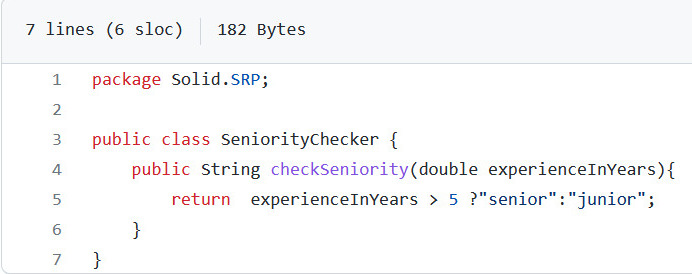 7 lines (6 sloc) 182 Bytes
1 package Solid.SRP;
2
3 public class SeniorityChecker {
4     public String checkSeniority(double experienceInYears){
5         return  experienceInYears > 5 ?"senior":"junior";
6     }
7 }